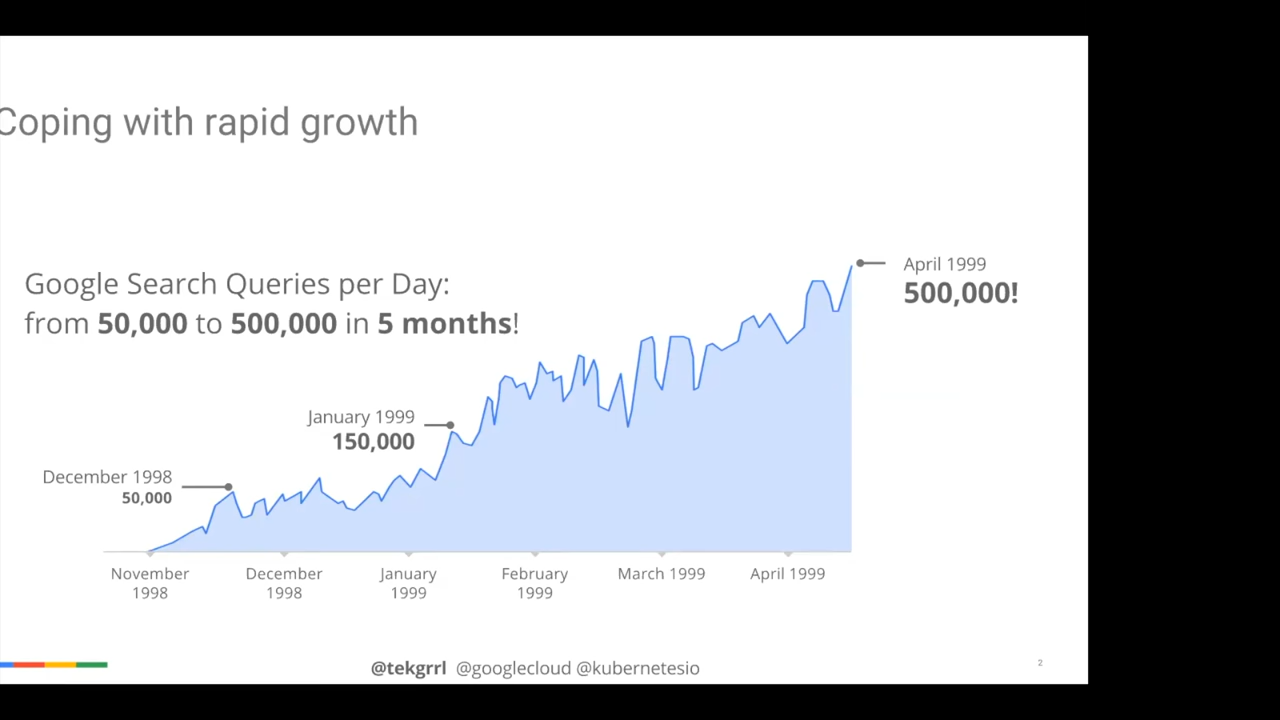 Coping with rapid growth
Google Search Queries per Day:
from 50,000 to 500,000 in 5 months!
April 1999
500,000!
January 1999
150,000
December 1998
50,000
November
1998
December
1998
January
1999
February
1999
March 1999
April 1999
@tekgrrl @googlecloud @kubernetesio
2